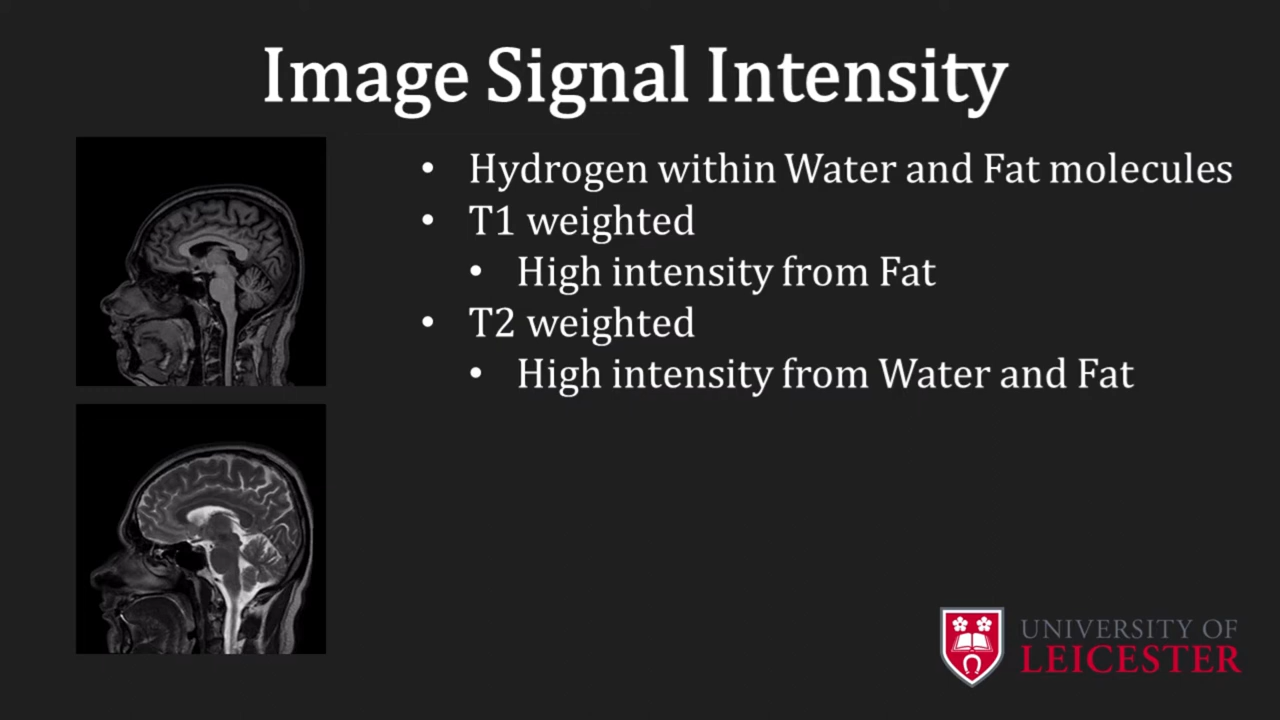 Image Signal Intensity
• Hydrogen within Water and Fat molecules
• T1 weighted
• High intensity from Fat
• T2 weighted
• High intensity from Water and Fat
UNIVERSITY OF
LEICESTER